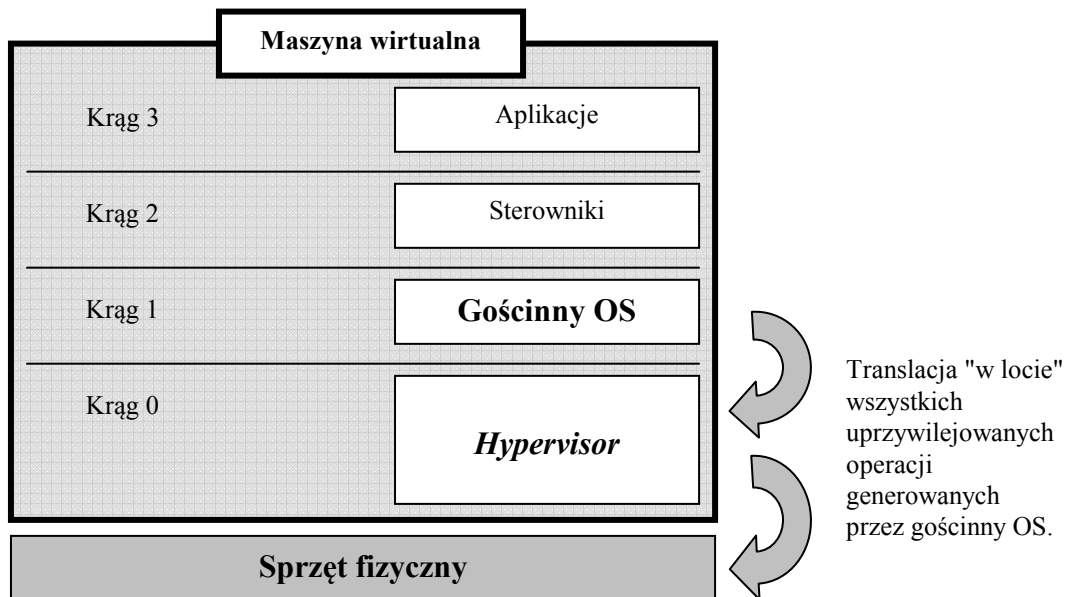 Maszyna wirtualna
Krąg 3
Aplikacje
Krąg 2
Sterowniki
Krąg 1
Gościnny OS
Krąg 0
Hypervisor
Translacja "w locie"
wszystkich
uprzywilejowanych
operacji
generowanych
przez gościnny OS.
Sprzęt fizyczny